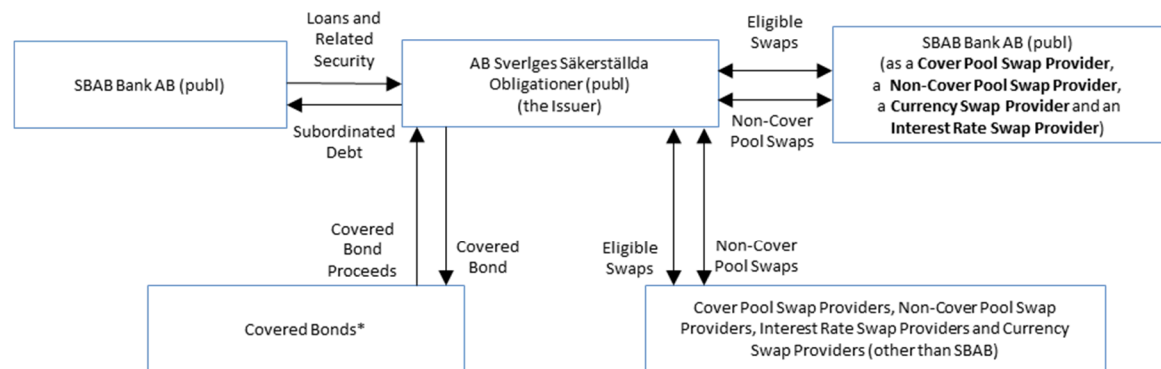 Loans and
Related
Security
Eligible
Swaps
SBAB Bank AB (publ)
AB Sverlges Säkerställda
Obligationer (publ)
(the Issuer)
SBAB Bank AB (publ)
(as a Cover Pool Swap Provider,
a Non-Cover Pool Swap Provider,
a Currency Swap Provider and an
Interest Rate Swap Provider)
Subordinated
Debt
Non-Cover
Pool Swaps
Covered
Bond
Proceeds
Covered
Bond
Eligible
Swaps
Non-Cover
Pool Swaps
Covered Bonds*
Cover Pool Swap Providers, Non-Cover Pool Swap
Providers, Interest Rate Swap Providers and Currency
Swap Providers (other than SBAB)